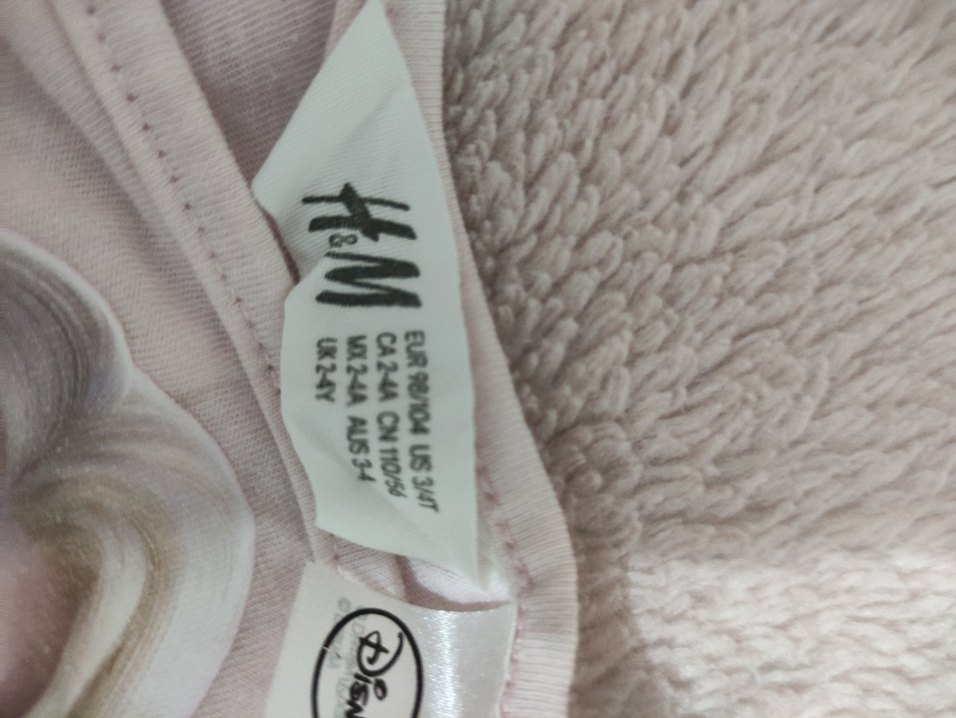 H&M
EUR 98/104 US 3/4T
CA 2-4A CN 110/56
MX 2-4A AUS 3-4
UK 2-4Y
Disney